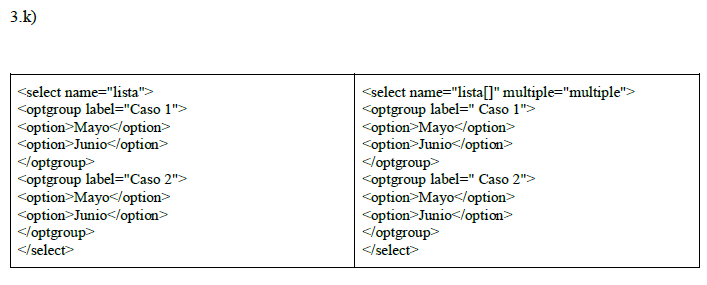 3.k)
<select name="lista">
<optgroup label="Caso 1">
<option>Mayo</option>
<option>Junio</option>
</optgroup>
<optgroup label="Caso 2">
<option>Mayo</option>
<option>Junio</option>
</optgroup>
</select>
<select name="lista[]" multiple="multiple">
<optgroup label=" Caso 1">
<option>Mayo</option>
<option>Junio</option>
</optgroup>
<optgroup label=" Caso 2">
<option>Mayo</option>
<option>Junio</option>
</optgroup>
</select>